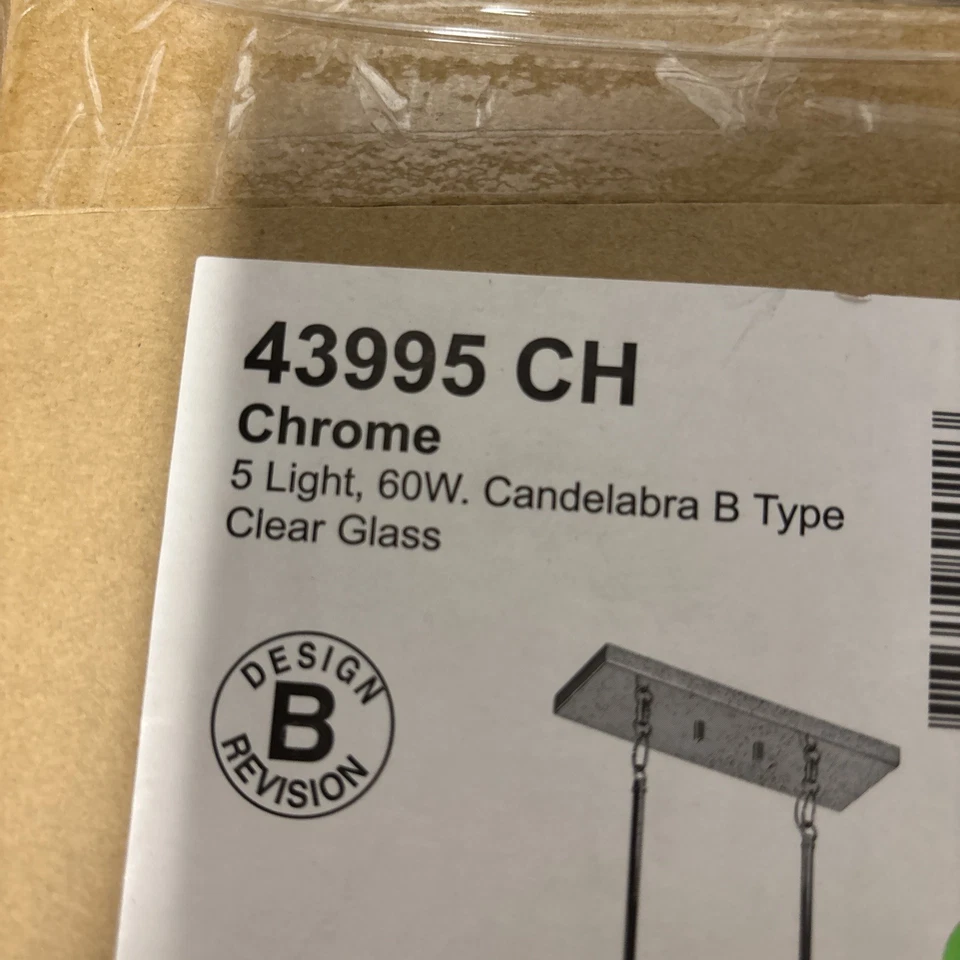 43995 CH
Chrome
5 Light, 60W. Candelabra B Type
Clear Glass
DESIGN
B
REVISION